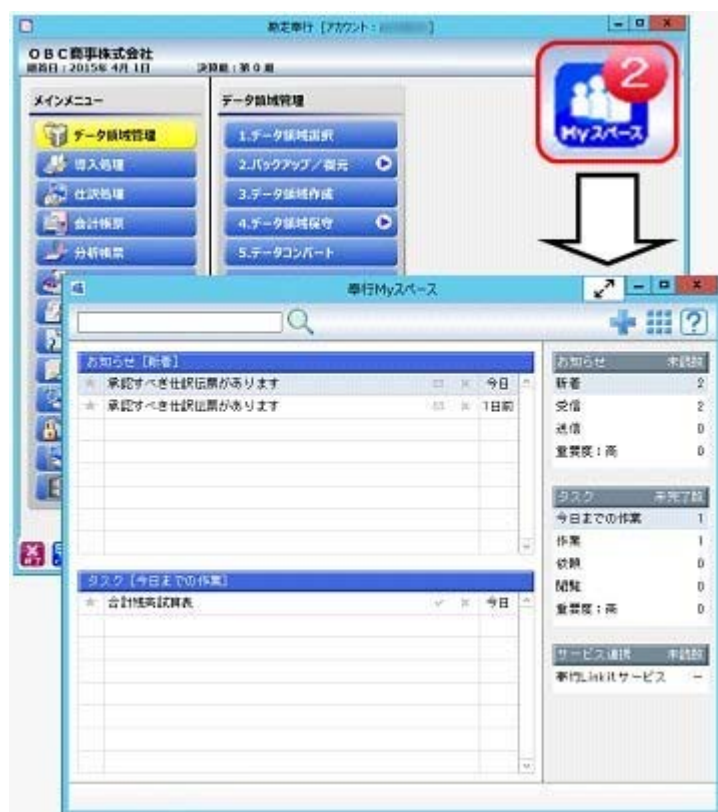 勘定奉行 [アカウント: ]
OBC商事株式会社
期首日:2015年 4月 1日 決算期:第 0 期
メインメニュー
データ領域管理
データ領域管理
導入処理
仕訳処理
会計帳票
分析帳票
1.データ領域選択
2.バックアップ/復元
3.データ領域作成
4.データ領域保守
5.データコンバート
2
Myスペース
奉行Myスペース
お知らせ [新着]
承認すべき仕訳伝票があります 今日
承認すべき仕訳伝票があります 1日前
タスク [今日までの作業]
合計残高試算表 今日
お知らせ 未読数
新着 2
受信 2
送信 0
重要度:高 0
タスク 未完了数
今日までの作業 1
作業 1
依頼 0
閲覧 0
重要度:高 0
サービス連携 未読数
奉行Linkitサービス −
終了